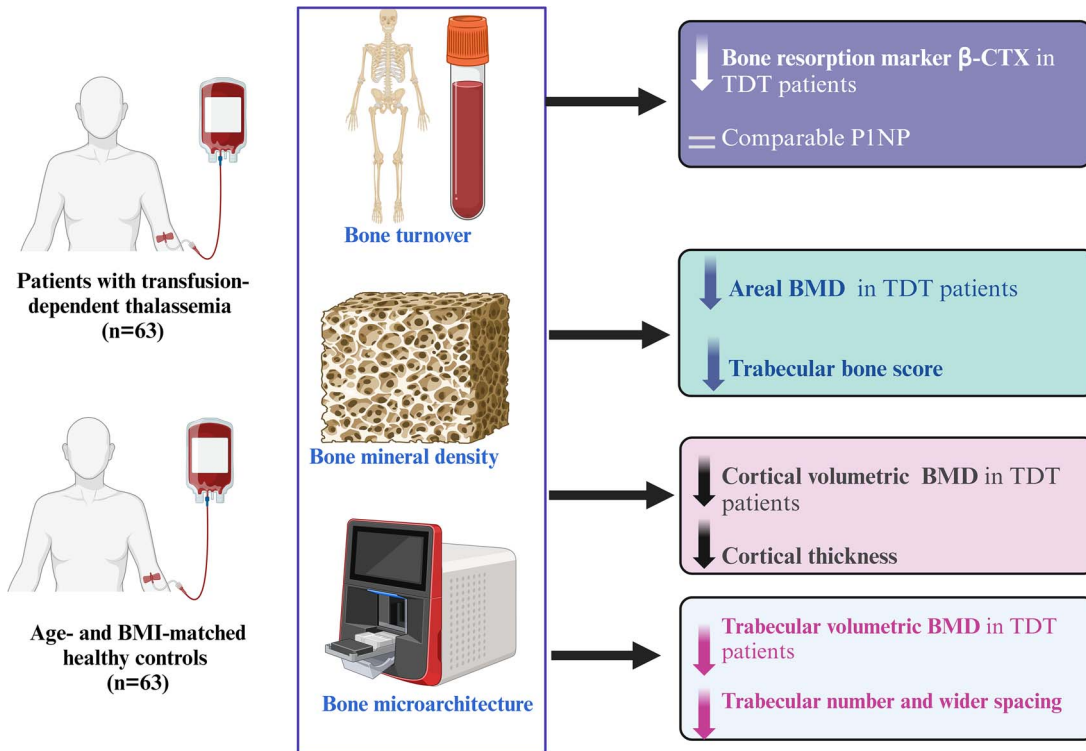 Patients with transfusion-
dependent thalassemia
(n=63)
Age- and BMI-matched
healthy controls
(n=63)
Bone turnover
Bone mineral density
Bone microarchitecture
Bone resorption marker β-CTX in
TDT patients
Comparable P1NP
Areal BMD in TDT patients
Trabecular bone score
Cortical volumetric BMD in TDT
patients
Cortical thickness
Trabecular volumetric BMD in TDT
patients
Trabecular number and wider spacing